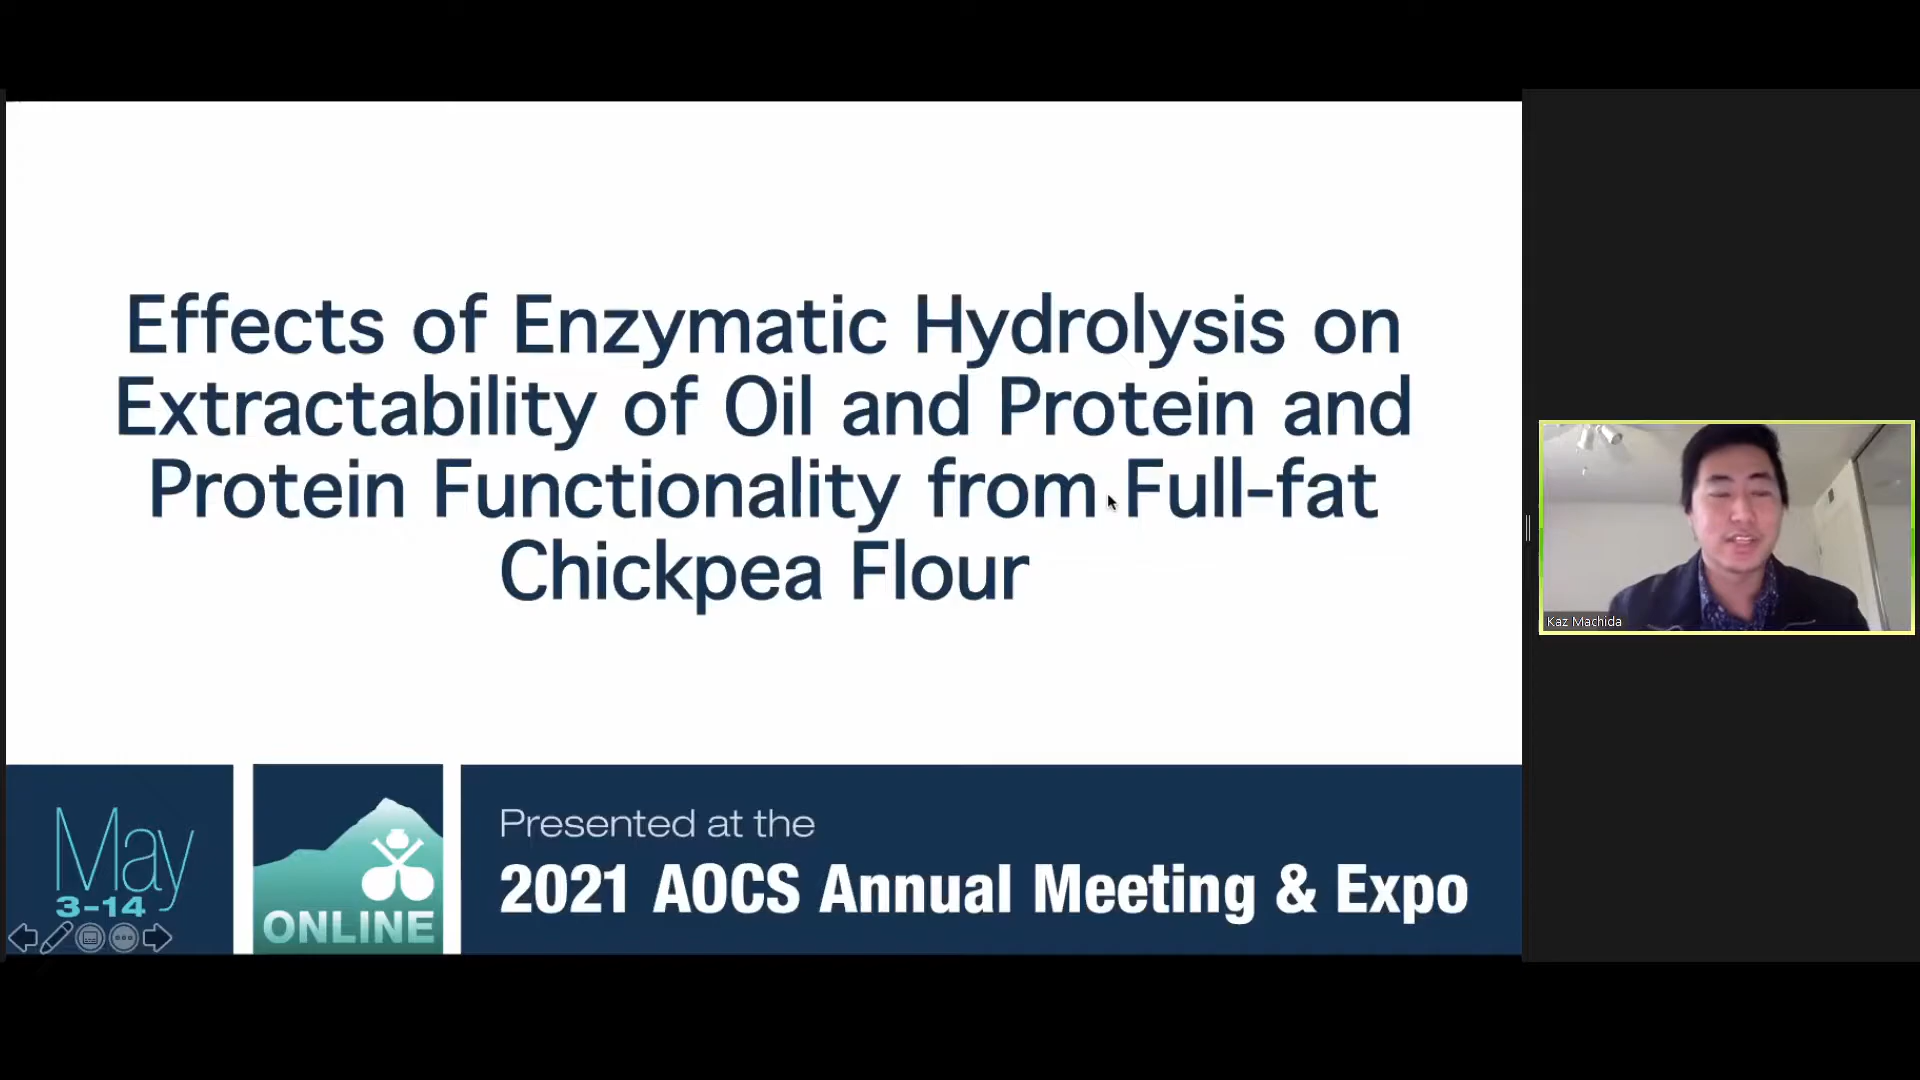 Effects of Enzymatic Hydrolysis on
Extractability of Oil and Protein and
Protein Functionality from Full-fat
Chickpea Flour
Kaz Machida
May
3-14
ONLINE
Presented at the
2021 AOCS Annual Meeting & Expo